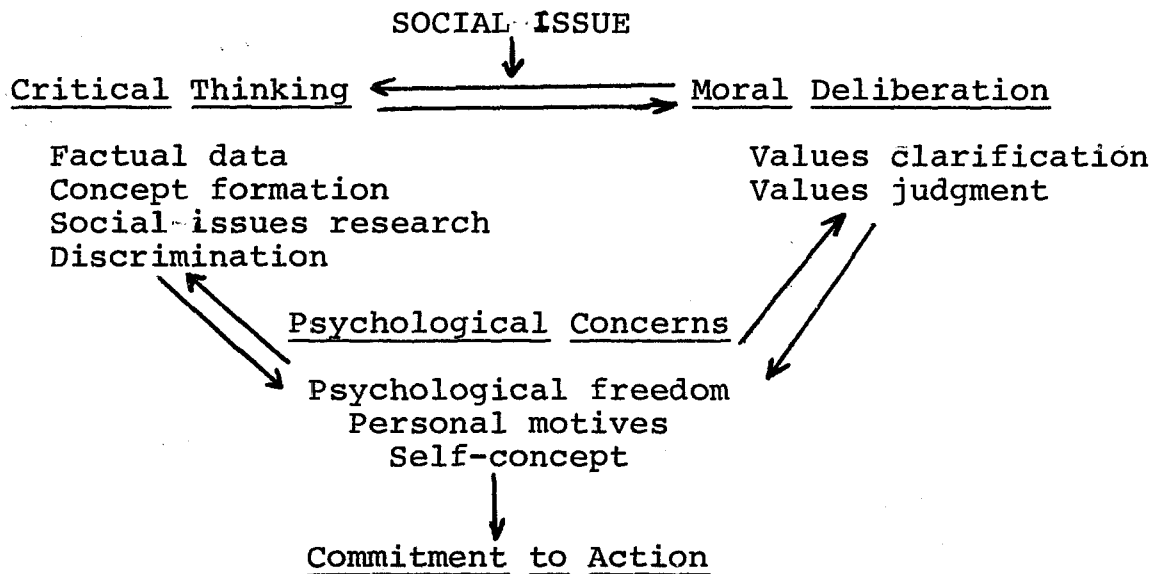 SOCIAL ISSUE
Critical Thinking
Moral Deliberation
Factual data
Concept formation
Social issues research
Discrimination
Values clarification
Values judgment
Psychological Concerns
Psychological freedom
Personal motives
Self-concept
Commitment to Action